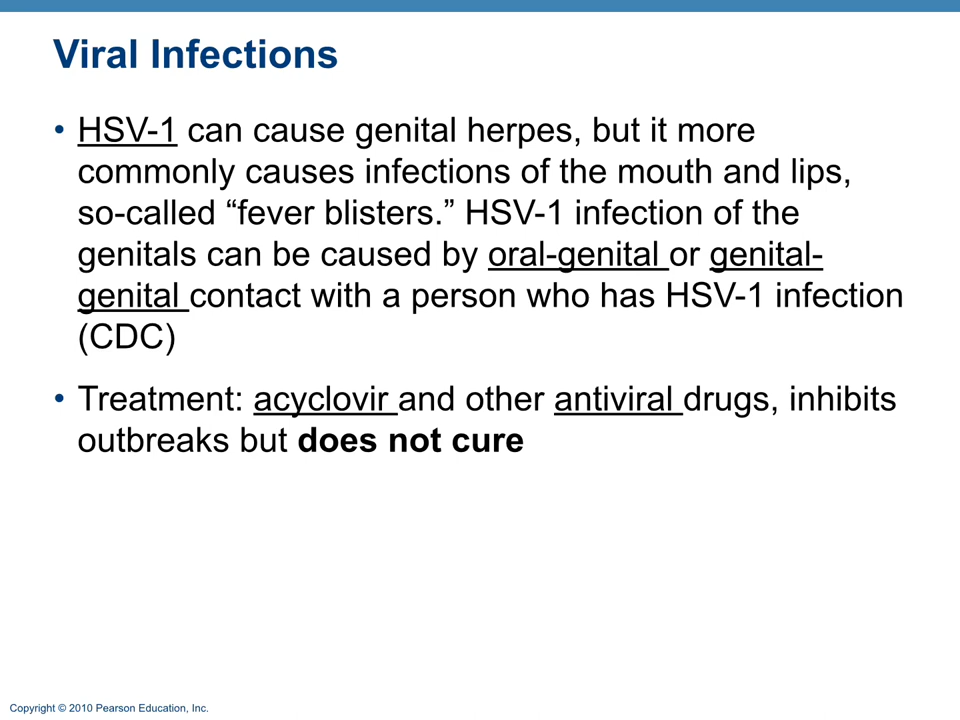 Viral Infections
• HSV-1 can cause genital herpes, but it more
commonly causes infections of the mouth and lips,
so-called “fever blisters.” HSV-1 infection of the
genitals can be caused by oral-genital or genital-
genital contact with a person who has HSV-1 infection
(CDC)
• Treatment: acyclovir and other antiviral drugs, inhibits
outbreaks but does not cure
Copyright © 2010 Pearson Education, Inc.